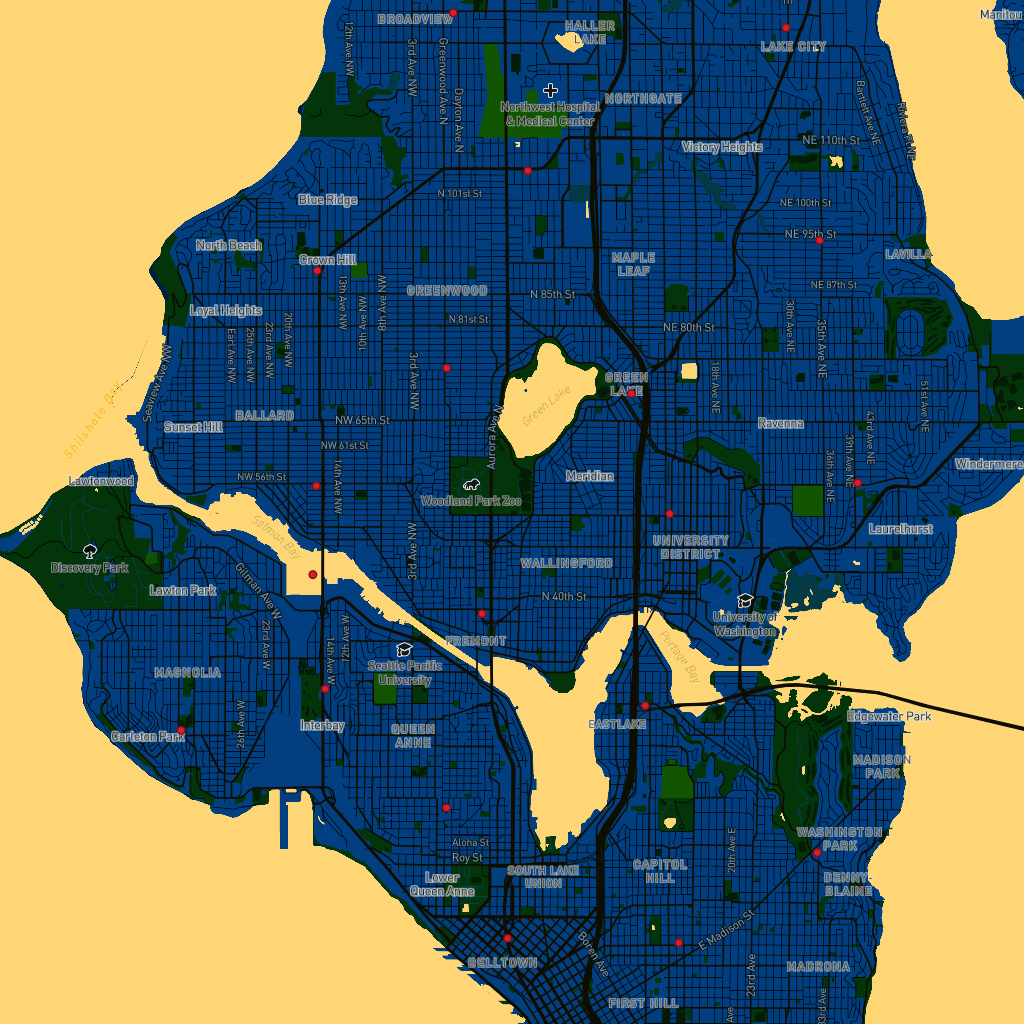 Manitou
BROADVIEW
HALLER
LAKE
LAKE CITY
12th Ave NW
3rd Ave NW
Greenwood Ave N
Dayton Ave N
NORTHGATE
Northwest Hospital
& Medical Center
Bartlett Ave NE
Riviera Pl NE
Victory Heights
NE 110th St
Blue Ridge
N 101st St
NE 100th St
North Beach
Crown Hill
NE 95th St
LAVILLA
MAPLE
LEAF
13th Ave NW
10th Ave NW
8th Ave NW
GREENWOOD
N 85th St
NE 87th St
Loyal Heights
N 81st St
NE 80th St
Earl Ave NW
25th Ave NW
23rd Ave NW
20th Ave NW
30th Ave NE
35th Ave NE
Seaview Ave NW
3rd Ave NW
18th Ave NE
GREEN
LAKE
Green Lake
51st Ave NE
Shilshole Bay
BALLARD
NW 65th St
Aurora Ave N
Sunset Hill
Ravenna
43rd Ave NE
39th Ave NE
36th Ave NE
NW 61st St
Windermere
Lawtonwood
NW 56th St
14th Ave NW
Meridian
Woodland Park Zoo
Salmon Bay
Laurelhurst
3rd Ave NW
UNIVERSITY
DISTRICT
Discovery Park
WALLINGFORD
Lawton Park
Gilman Ave W
N 40th St
University of
Washington
23rd Ave W
14th Ave W
12th Ave W
FREMONT
Portage Bay
MAGNOLIA
Seattle Pacific
University
26th Ave W
Interbay
EASTLAKE
Edgewater Park
Carleton Park
QUEEN
ANNE
MADISON
PARK
Aloha St
Roy St
20th Ave E
WASHINGTON
PARK
CAPITOL
HILL
SOUTH LAKE
UNION
Lower
Queen Anne
DENNY
BLAINE
E Madison St
Boren Ave
BELLTOWN
23rd Ave
MADRONA
FIRST HILL
33rd Ave
Ave